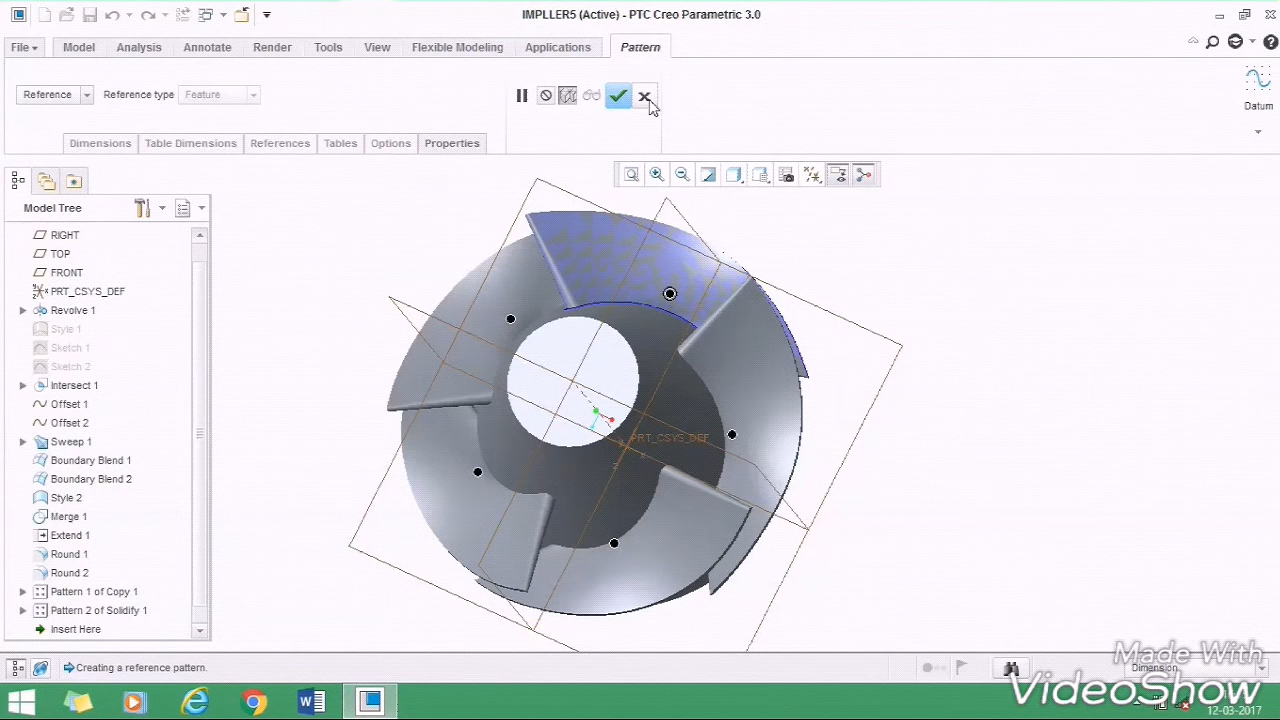 IMPLLER5 (Active) - PTC Creo Parametric 3.0
File Model Analysis Annotate Render Tools View Flexible Modeling Applications Pattern
Reference Reference type Feature
Datum
Dimensions Table Dimensions References Tables Options Properties
Model Tree
RIGHT
TOP
FRONT
PRT_CSYS_DEF
Revolve 1
Style 1
Sketch 1
Sketch 2
Intersect 1
Offset 1
Offset 2
Sweep 1
Boundary Blend 1
Boundary Blend 2
Style 2
Merge 1
Extend 1
Round 1
Round 2
Pattern 1 of Copy 1
Pattern 2 of Solidify 1
Insert Here
PRT_CSYS_DEF
Creating a reference pattern.
Dimension
Made With
VideoShow
12-03-2017